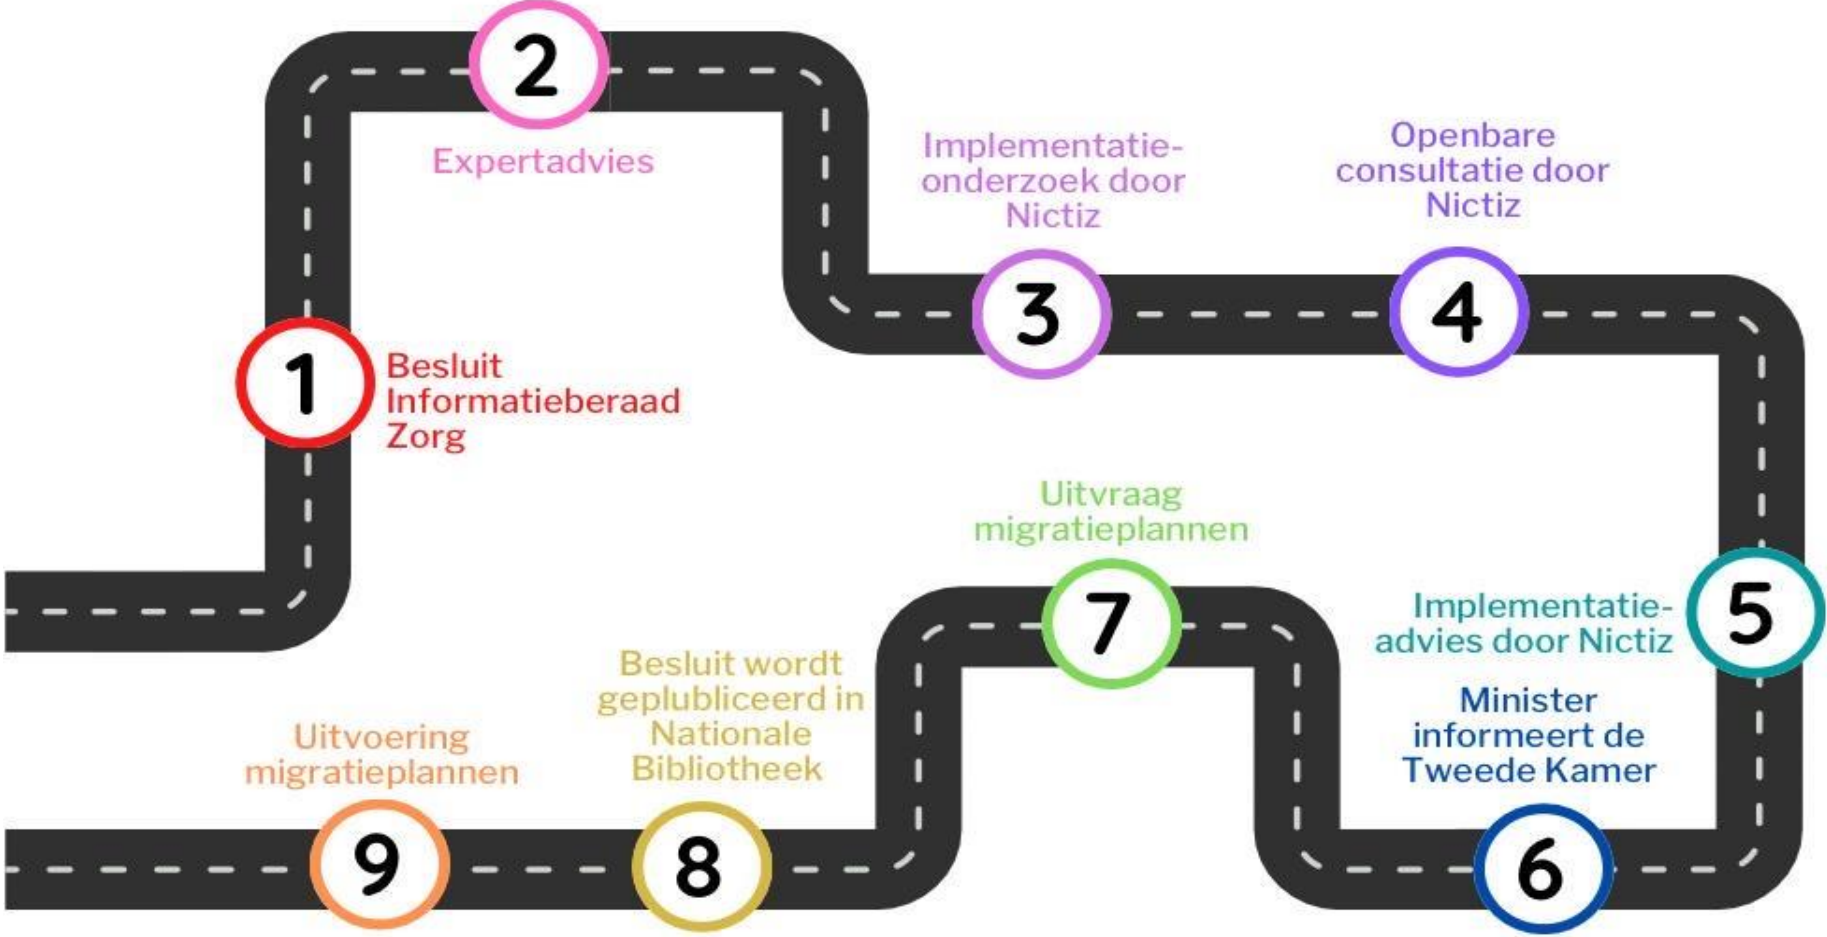 1
Besluit
Informatieberaad
Zorg
2
Expertadvies
Implementatie-
onderzoek door
Nictiz
3
Openbare
consultatie door
Nictiz
4
Implementatie-
advies door Nictiz
5
Minister
informeert de
Tweede Kamer
6
Uitvraag
migratieplannen
7
Besluit wordt
geplubliceerd in
Nationale
Bibliotheek
8
Uitvoering
migratieplannen
9